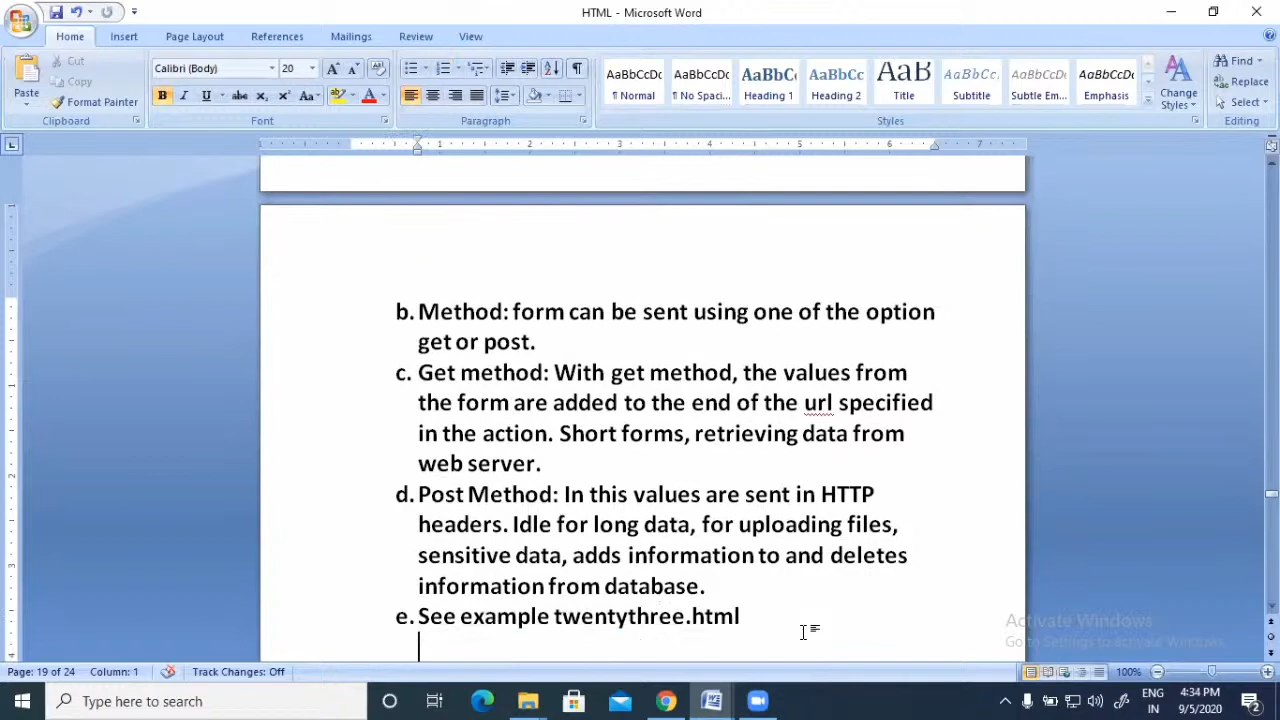 HTML - Microsoft Word
Home Insert Page Layout References Mailings Review View
Paste
Cut
Copy
Format Painter
Clipboard
Calibri (Body) 20
Font
Paragraph
AaBbCcDc AaBbCcDc AaBbC AaBbCc AaB AaBbCc. AaBbCcDc AaBbCcDc
¶ Normal ¶ No Spaci... Heading 1 Heading 2 Title Subtitle Subtle Em... Emphasis
Change Styles
Styles
Find
Replace
Select
Editing
b. Method: form can be sent using one of the option
get or post.
c. Get method: With get method, the values from
the form are added to the end of the url specified
in the action. Short forms, retrieving data from
web server.
d. Post Method: In this values are sent in HTTP
headers. Idle for long data, for uploading files,
sensitive data, adds information to and deletes
information from database.
e. See example twentythree.html
Activate Windows
Go to Settings to activate Windows.
Page: 19 of 24 Column: 1 Track Changes: Off 100%
Type here to search
ENG
IN
4:34 PM
9/5/2020
2